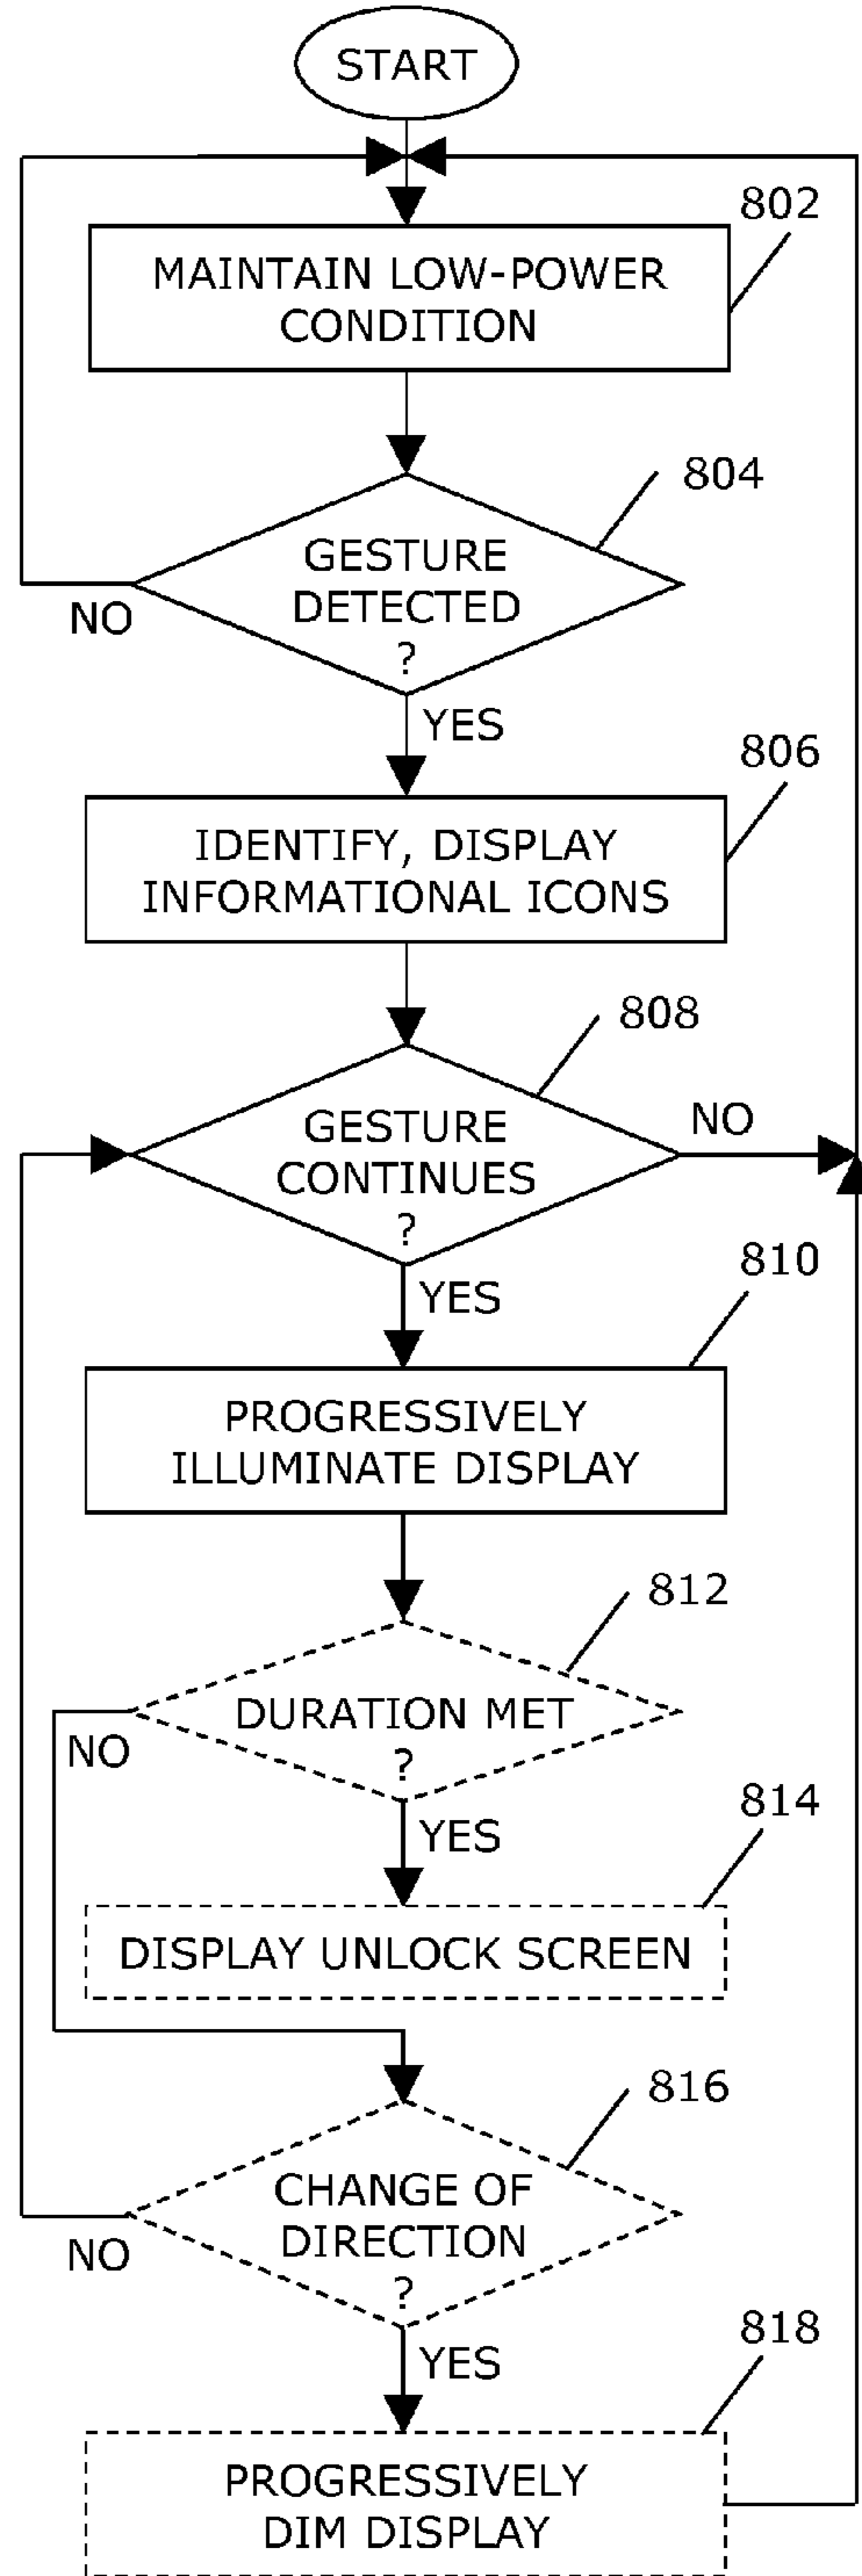 START
802
MAINTAIN LOW-POWER
CONDITION
804
GESTURE
DETECTED
?
NO
YES
806
IDENTIFY, DISPLAY
INFORMATIONAL ICONS
808
GESTURE
CONTINUES
?
NO
YES
810
PROGRESSIVELY
ILLUMINATE DISPLAY
812
DURATION MET
?
NO
YES
814
DISPLAY UNLOCK SCREEN
816
CHANGE OF
DIRECTION
?
NO
YES
818
PROGRESSIVELY
DIM DISPLAY